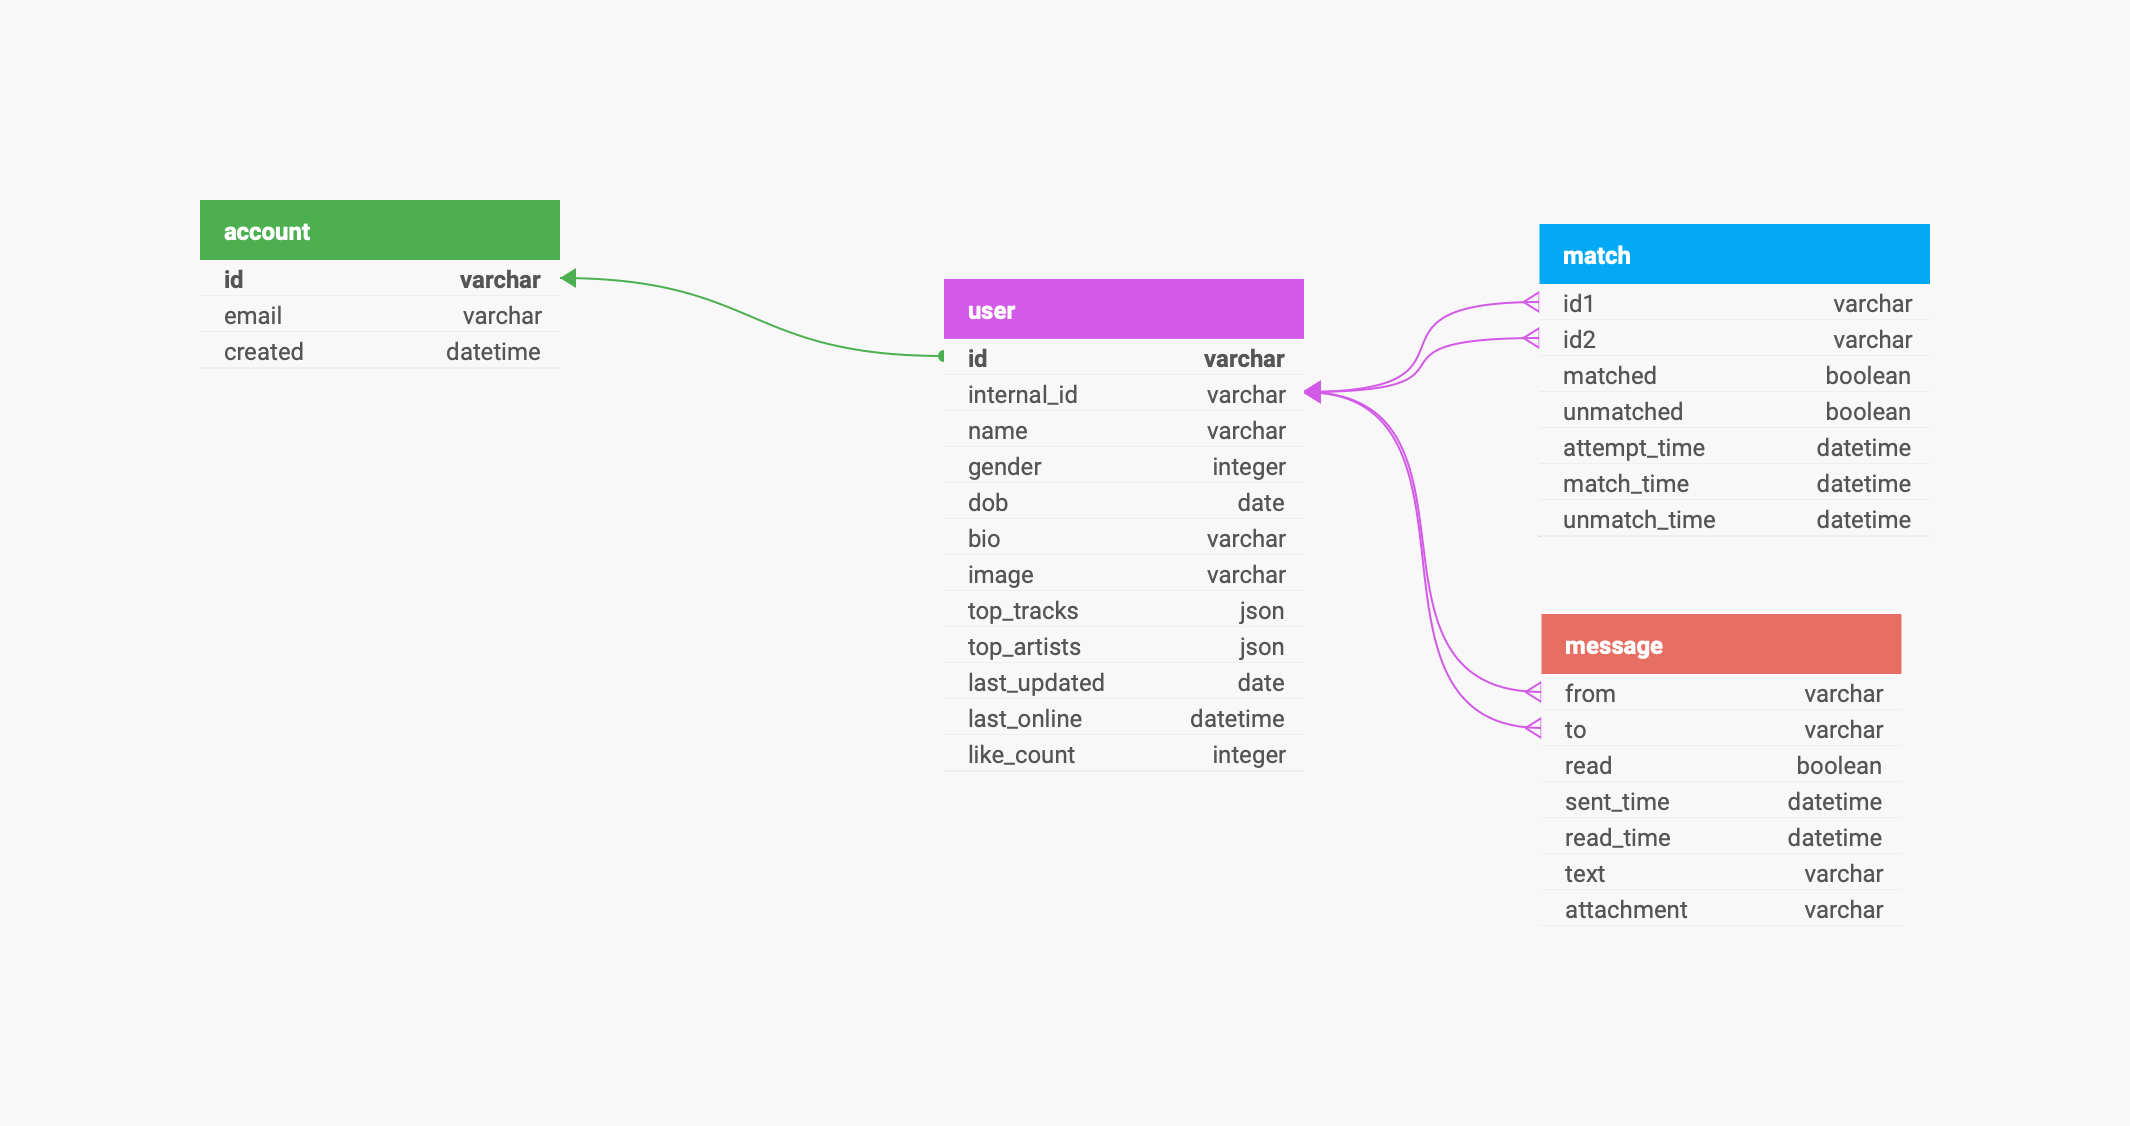 account
id varchar
email varchar
created datetime
user
id varchar
internal_id varchar
name varchar
gender integer
dob date
bio varchar
image varchar
top_tracks json
top_artists json
last_updated date
last_online datetime
like_count integer
match
id1 varchar
id2 varchar
matched boolean
unmatched boolean
attempt_time datetime
match_time datetime
unmatch_time datetime
message
from varchar
to varchar
read boolean
sent_time datetime
read_time datetime
text varchar
attachment varchar